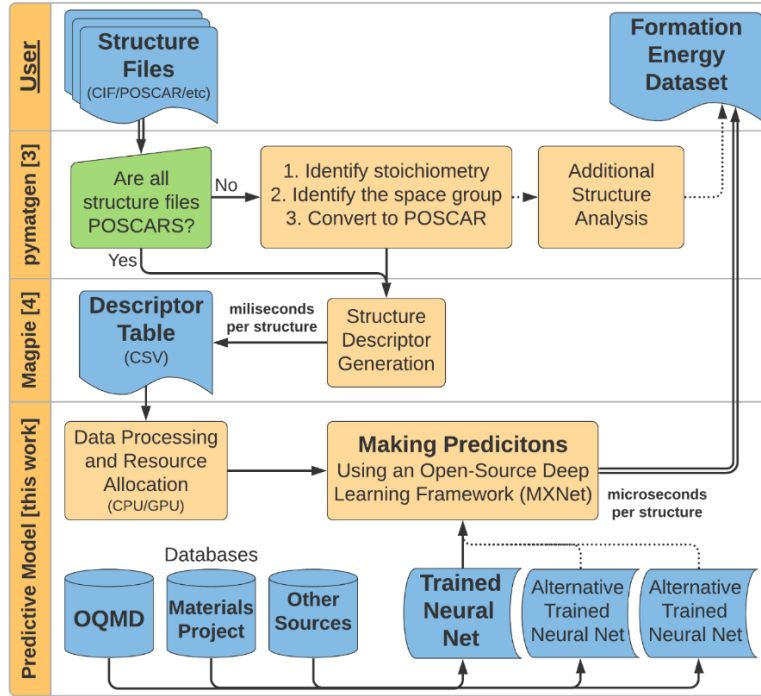 User
Structure
Files
(CIF/POSCAR/etc)
Formation
Energy
Dataset
pymatgen [3]
Are all
structure files
POSCARS?
No
Yes
1. Identify stoichiometry
2. Identify the space group
3. Convert to POSCAR
Additional
Structure
Analysis
Magpie [4]
Descriptor
Table
(CSV)
miliseconds
per structure
Structure
Descriptor
Generation
Predictive Model [this work]
Data Processing
and Resource
Allocation
(CPU/GPU)
Making Predicitons
Using an Open-Source Deep
Learning Framework (MXNet)
microseconds
per structure
Databases
OQMD
Materials
Project
Other
Sources
Trained
Neural
Net
Alternative
Trained
Neural Net
Alternative
Trained
Neural Net